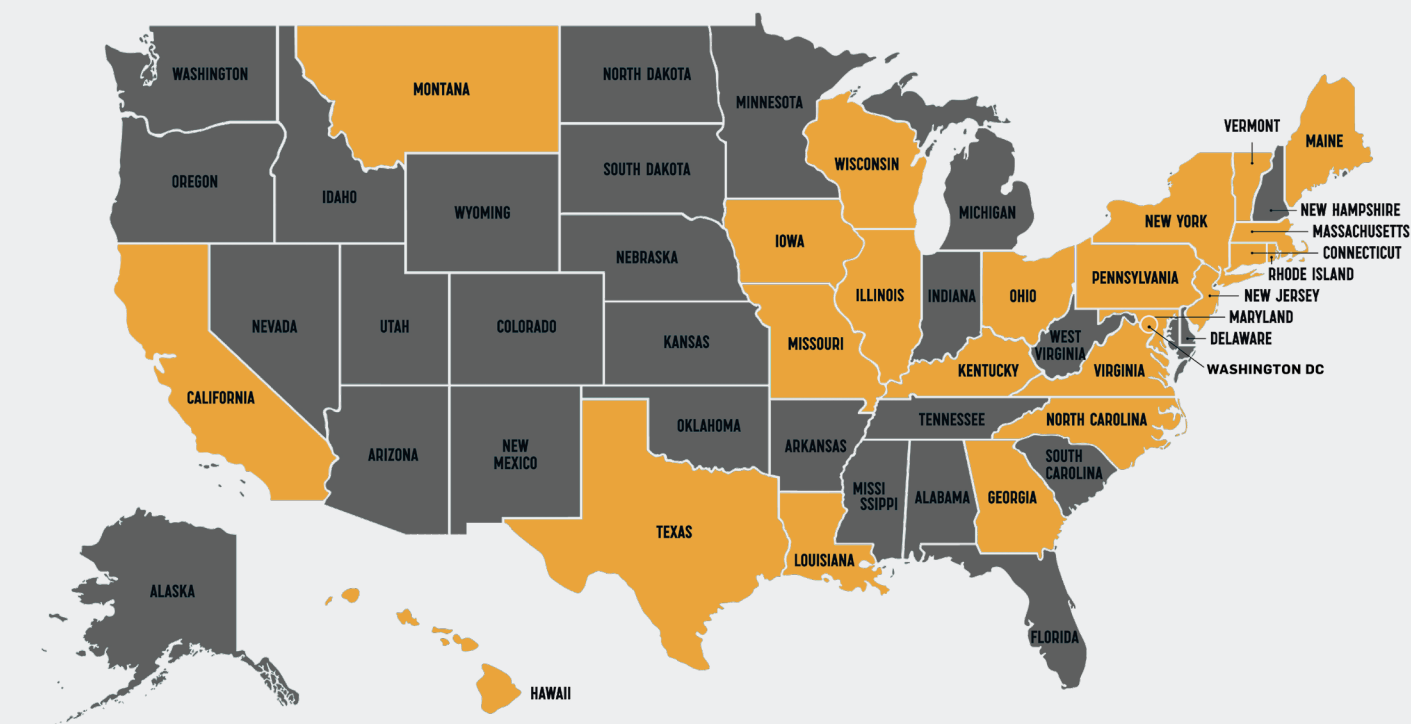 WASHINGTON
MONTANA
NORTH DAKOTA
MINNESOTA
VERMONT
MAINE
WISCONSIN
SOUTH DAKOTA
OREGON
IDAHO
WYOMING
MICHIGAN
NEW YORK
NEW HAMPSHIRE
MASSACHUSETTS
IOWA
CONNECTICUT
NEBRASKA
RHODE ISLAND
PENNSYLVANIA
ILLINOIS
INDIANA
OHIO
NEW JERSEY
MARYLAND
NEVADA
UTAH
COLORADO
KANSAS
MISSOURI
WEST
VIRGINIA
DELAWARE
KENTUCKY
VIRGINIA
WASHINGTON DC
CALIFORNIA
OKLAHOMA
TENNESSEE
NORTH CAROLINA
ARIZONA
NEW
MEXICO
ARKANSAS
SOUTH
CAROLINA
MISSI
SSIPPI
ALABAMA
GEORGIA
TEXAS
LOUISIANA
ALASKA
FLORIDA
HAWAII